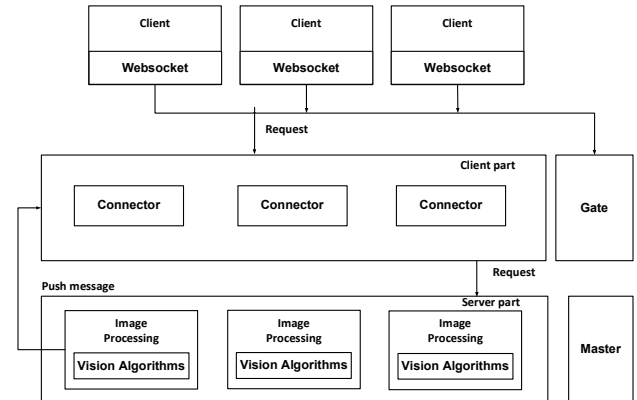 Client
Client
Client
Websocket
Websocket
Websocket
Request
Client part
Connector
Connector
Connector
Gate
Request
Push message
Server part
Image
Processing
Vision Algorithms
Image
Processing
Vision Algorithms
Image
Processing
Vision Algorithms
Master